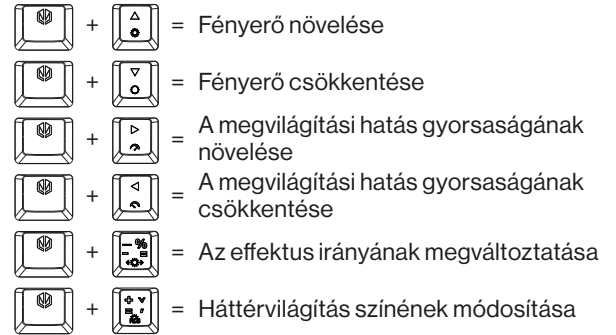 + = Fényerő növelése
+ = Fényerő csökkentése
+ = A megvilágítási hatás gyorsaságának
növelése
+ = A megvilágítási hatás gyorsaságának
csökkentése
+ = Az effektus irányának megváltoztatása
+ = Háttérvilágítás színének módosítása